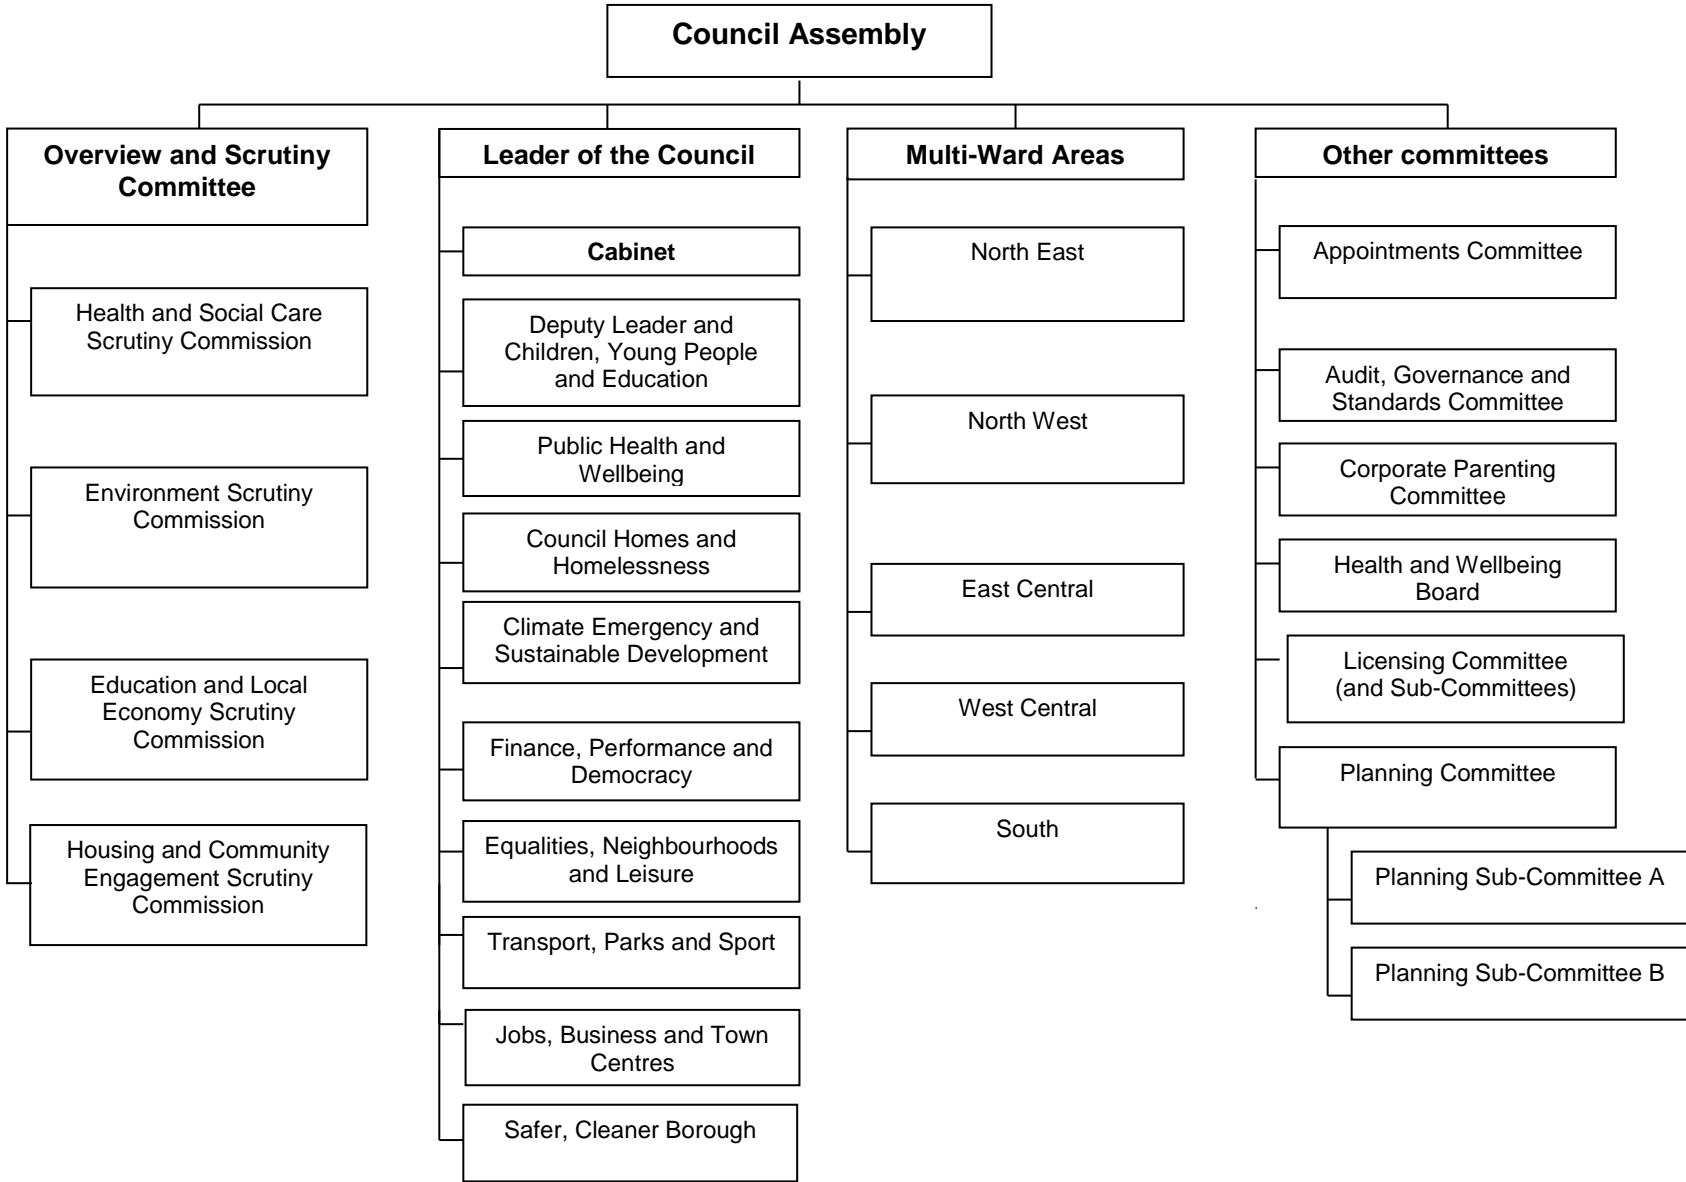 Council Assembly
Overview and Scrutiny
Committee
Health and Social Care
Scrutiny Commission
Environment Scrutiny
Commission
Education and Local
Economy Scrutiny
Commission
Housing and Community
Engagement Scrutiny
Commission
Leader of the Council
Cabinet
Deputy Leader and
Children, Young People
and Education
Public Health and
Wellbeing
Council Homes and
Homelessness
Climate Emergency and
Sustainable Development
Finance, Performance and
Democracy
Equalities, Neighbourhoods
and Leisure
Transport, Parks and Sport
Jobs, Business and Town
Centres
Safer, Cleaner Borough
Multi-Ward Areas
North East
North West
East Central
West Central
South
Other committees
Appointments Committee
Audit, Governance and
Standards Committee
Corporate Parenting
Committee
Health and Wellbeing
Board
Licensing Committee
(and Sub-Committees)
Planning Committee
Planning Sub-Committee A
Planning Sub-Committee B